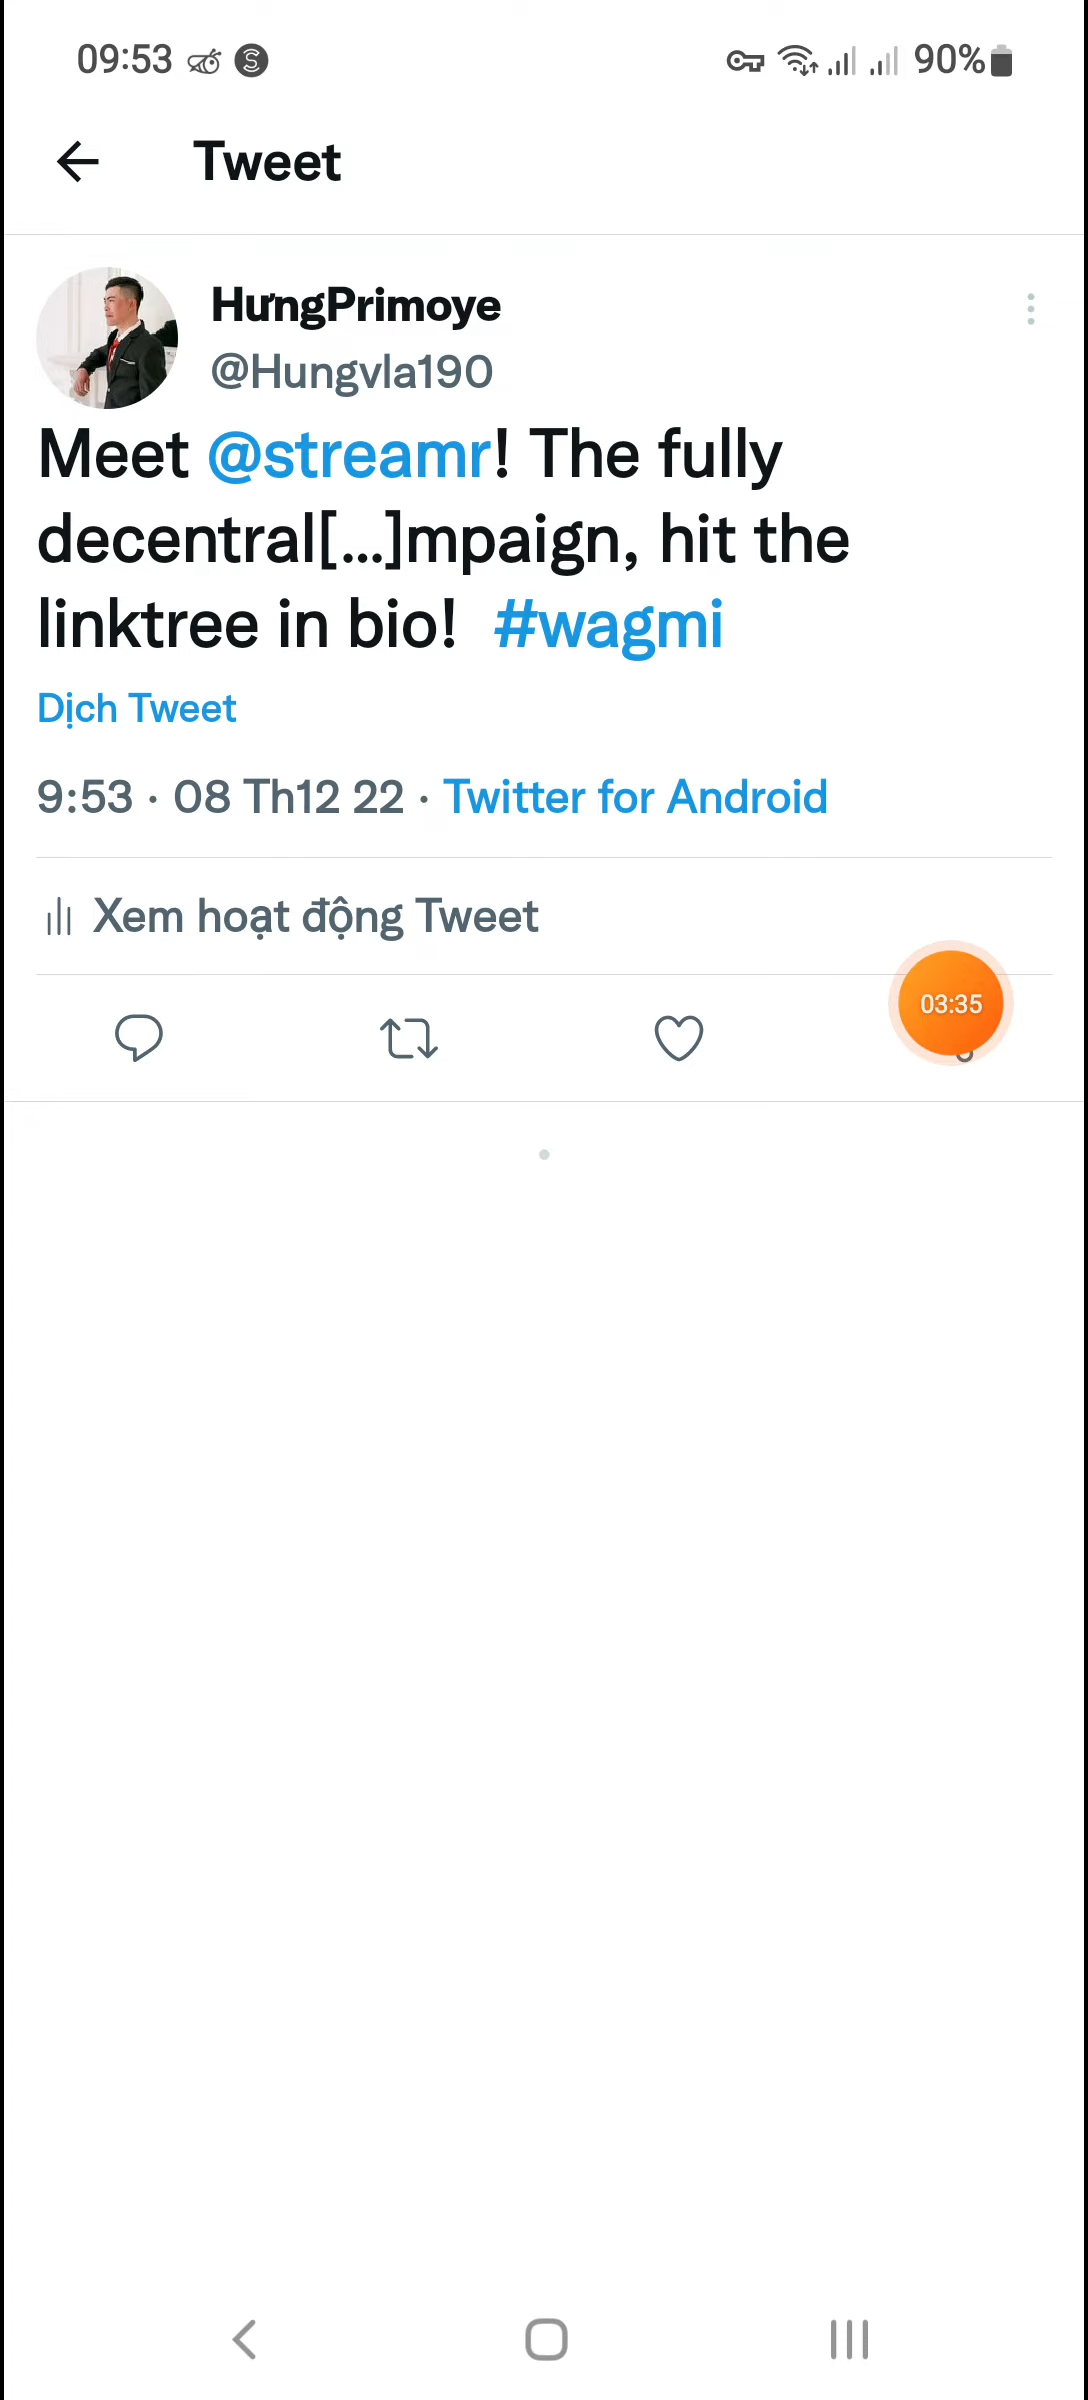 09:53 90%
Tweet
HưngPrimoye
@Hungvla190
Meet @streamr! The fully
decentral[...]mpaign, hit the
linktree in bio! #wagmi
Dịch Tweet
9:53 · 08 Th12 22 · Twitter for Android
Xem hoạt động Tweet
03:35